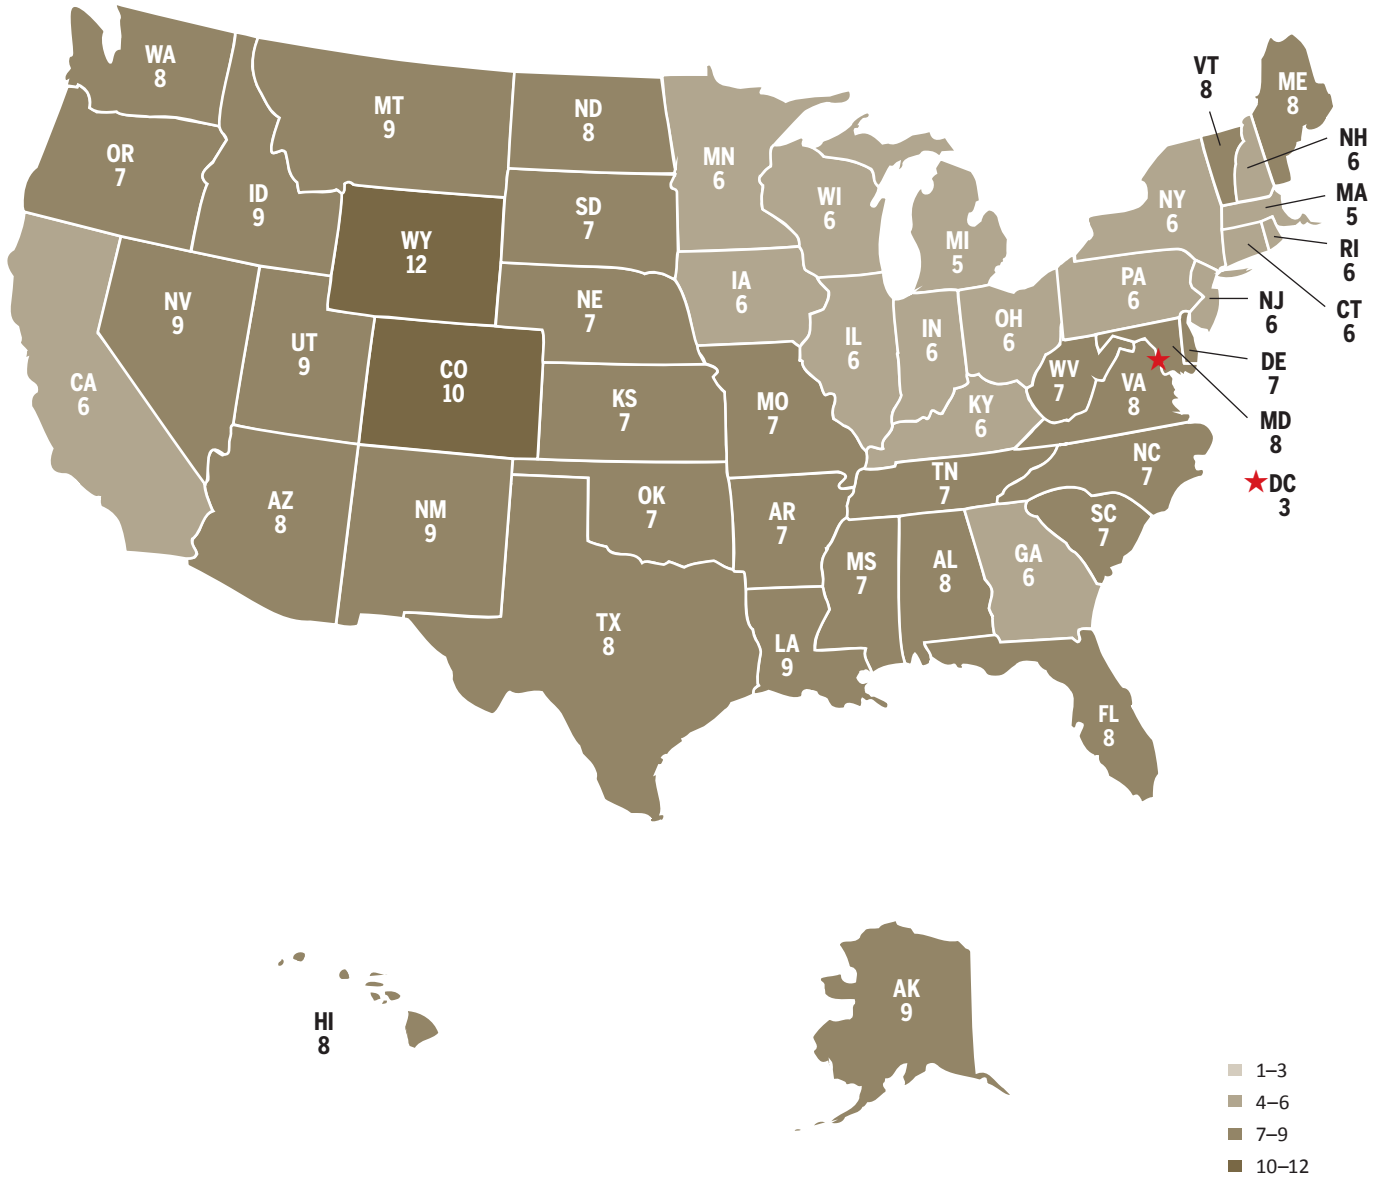 WA
8
OR
7
CA
6
ID
9
NV
9
MT
9
WY
12
UT
9
CO
10
AZ
8
NM
9
ND
8
SD
7
NE
7
KS
7
OK
7
TX
8
MN
6
IA
6
MO
7
AR
7
LA
9
WI
6
IL
6
MI
5
IN
6
OH
6
KY
6
TN
7
MS
7
AL
8
GA
6
FL
8
SC
7
NC
7
VA
8
WV
7
PA
6
NY
6
VT
8
ME
8
NH
6
MA
5
RI
6
CT
6
NJ
6
DE
7
MD
8
DC
3
HI
8
AK
9
1–3
4–6
7–9
10–12